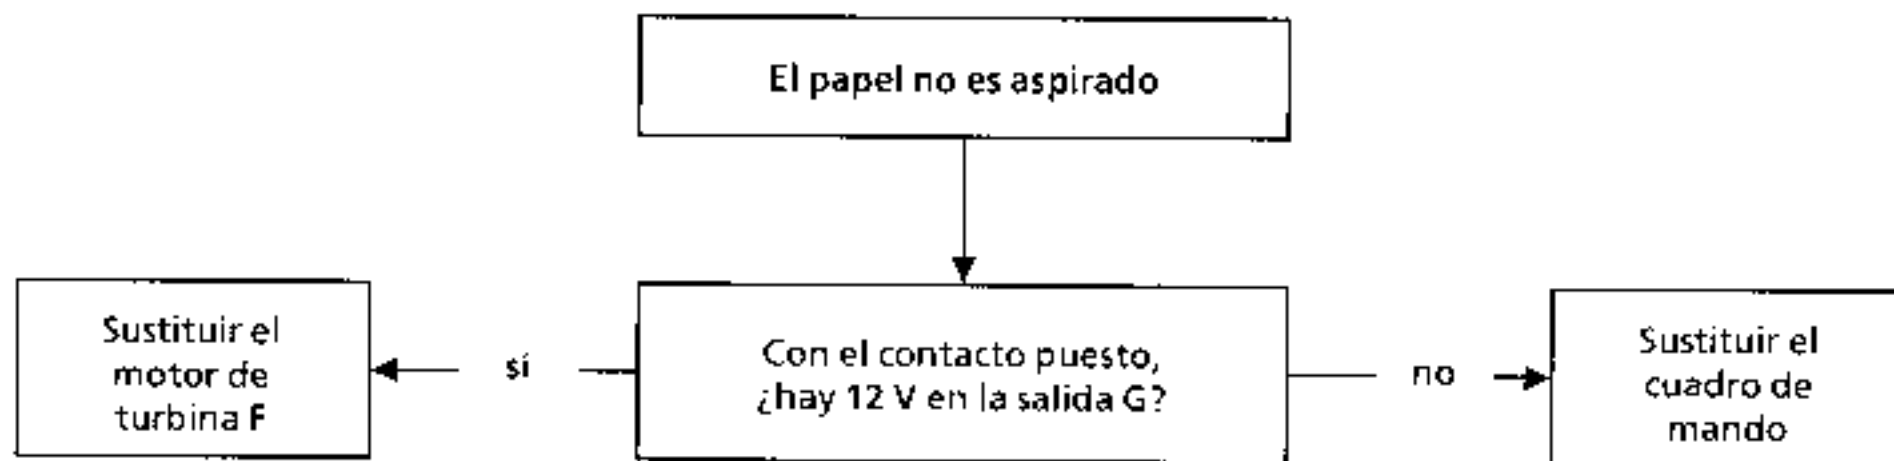 El papel no es aspirado
Sustituir el
motor de
turbina F
sí
Con el contacto puesto,
¿hay 12 V en la salida G?
no
Sustituir el
cuadro de
mando